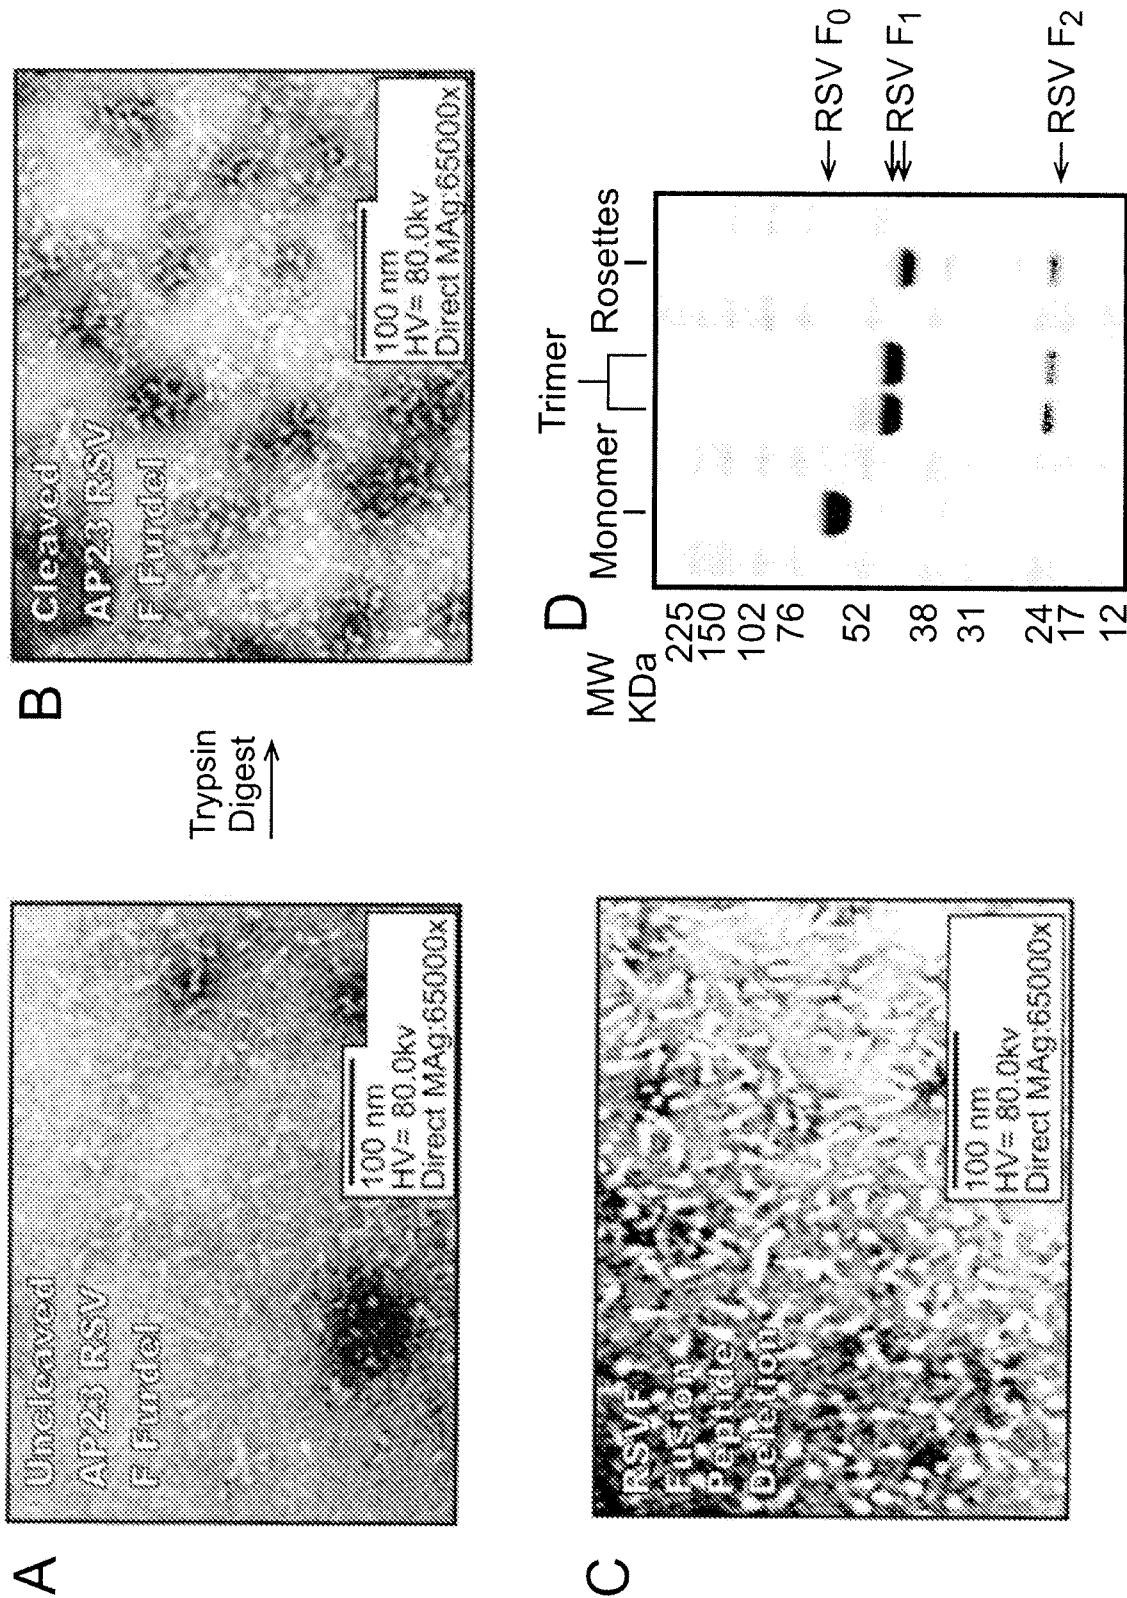 A
Uncleaved
AP23 RSV
F Furdel
100 nm
HV= 80.0kv
Direct MAg:65000x
Trypsin
Digest
B
Cleaved
AP23 RSV
F Furdel
100 nm
HV= 80.0kv
Direct MAg:65000x
C
RSVF
Fusion
Peptide
Deletion
100 nm
HV= 80.0kv
Direct MAg:65000x
D
MW
KDa
Monomer
Trimer
Rosettes
225
150
102
76
52
38
31
24
17
12
RSV F0
RSV F1
RSV F2